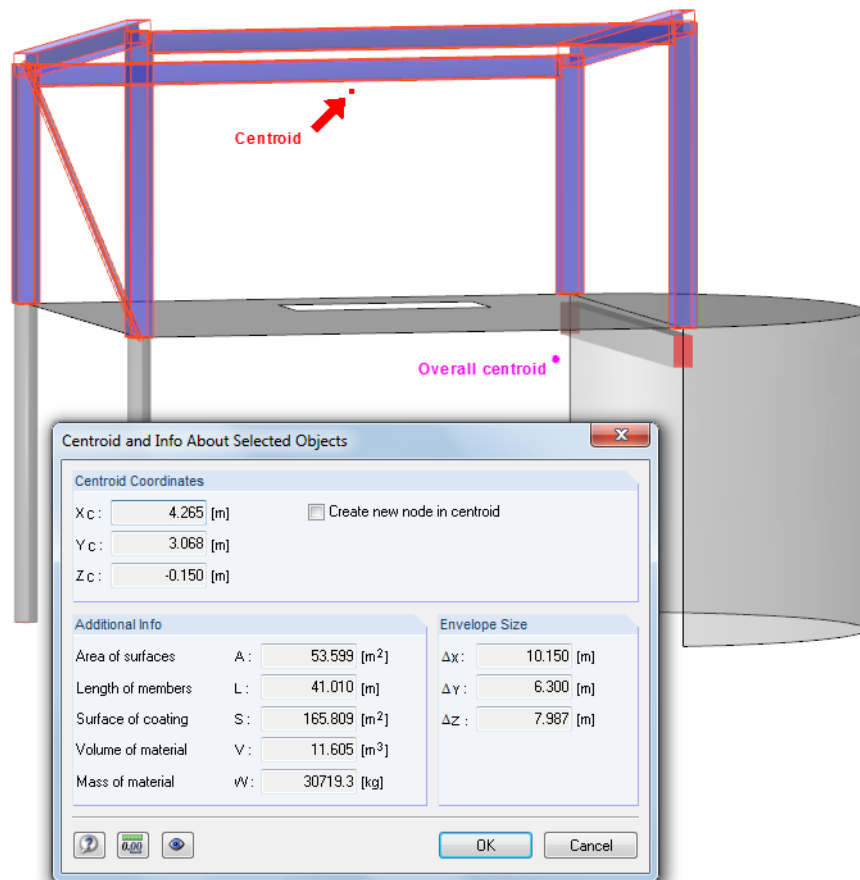 Centroid
Overall centroid
Centroid and Info About Selected Objects
Centroid Coordinates
XC: 4.265 [m] Create new node in centroid
YC: 3.068 [m]
ZC: -0.150 [m]
Additional Info
Area of surfaces A: 53.599 [m²]
Length of members L: 41.010 [m]
Surface of coating S: 165.809 [m²]
Volume of material V: 11.605 [m³]
Mass of material W: 30719.3 [kg]
Envelope Size
ΔX: 10.150 [m]
ΔY: 6.300 [m]
ΔZ: 7.987 [m]
0.00
OK Cancel